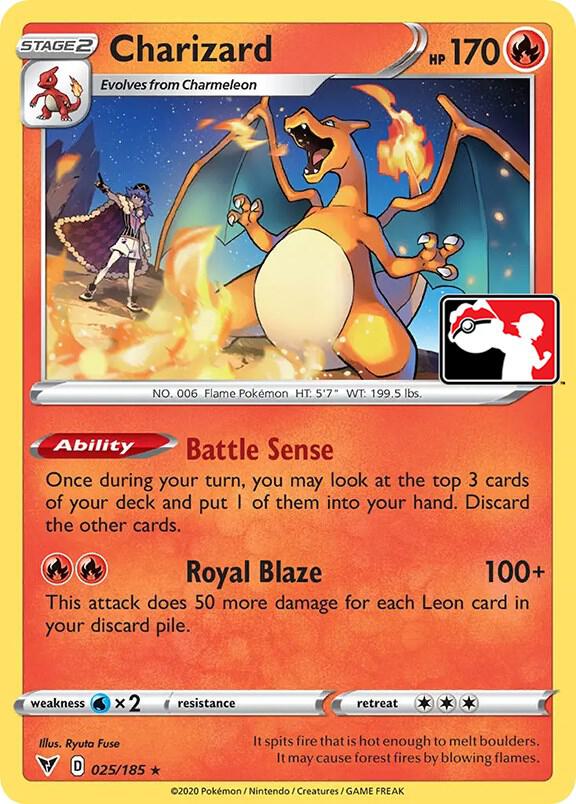 STAGE2
Charizard
HP 170
Evolves from Charmeleon
NO. 006 Flame Pokémon HT: 5'7" WT: 199.5 lbs.
™
Ability
Battle Sense
Once during your turn, you may look at the top 3 cards
of your deck and put 1 of them into your hand. Discard
the other cards.
Royal Blaze
100+
This attack does 50 more damage for each Leon card in
your discard pile.
weakness ×2
resistance
retreat
Illus. Ryuta Fuse
It spits fire that is hot enough to melt boulders.
It may cause forest fires by blowing flames.
D 025/185 ★
©2020 Pokémon / Nintendo / Creatures / GAME FREAK